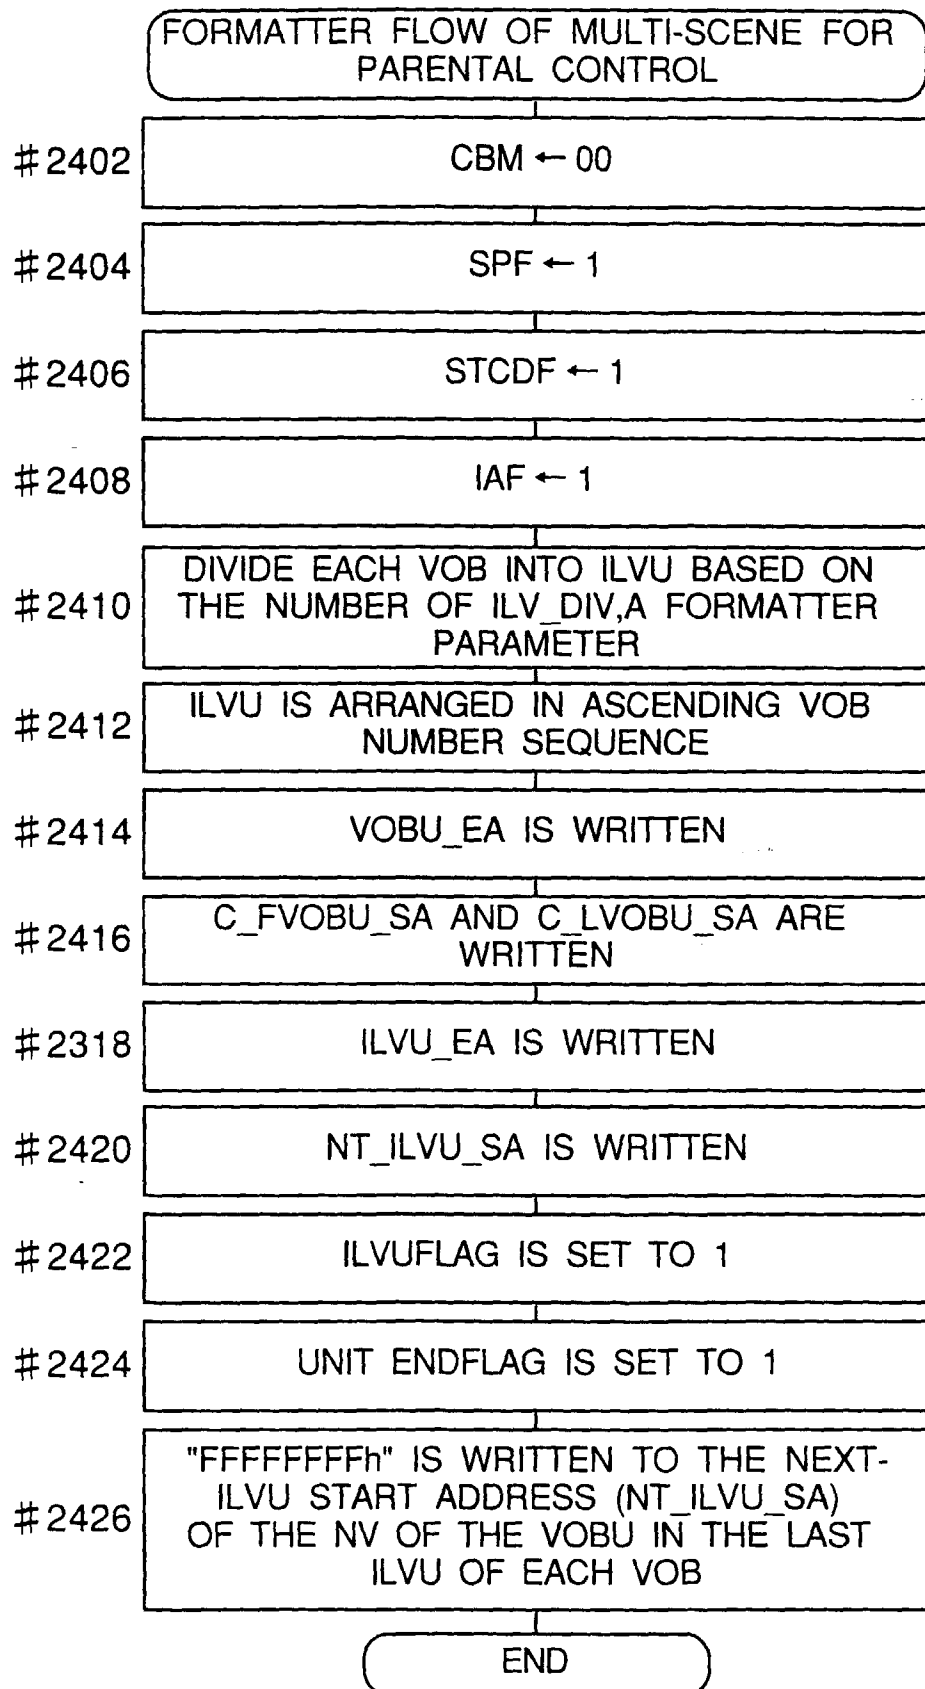 FORMATTER FLOW OF MULTI-SCENE FOR
PARENTAL CONTROL
#2402
CBM ← 00
#2404
SPF ← 1
#2406
STCDF ← 1
#2408
IAF ← 1
DIVIDE EACH VOB INTO ILVU BASED ON
#2410
THE NUMBER OF ILV_DIV,A FORMATTER
PARAMETER
ILVU IS ARRANGED IN ASCENDING VOB
#2412
NUMBER SEQUENCE
#2414
VOBU_EA IS WRITTEN
C_FVOBU_SA AND C_LVOBU_SA ARE
#2416
WRITTEN
#2318
ILVU_EA IS WRITTEN
#2420
NT_ILVU_SA IS WRITTEN
#2422
ILVUFLAG IS SET TO 1
#2424
UNIT ENDFLAG IS SET TO 1
"FFFFFFFFh" IS WRITTEN TO THE NEXT-
ILVU START ADDRESS (NT_ILVU_SA)
#2426
OF THE NV OF THE VOBU IN THE LAST
ILVU OF EACH VOB
END